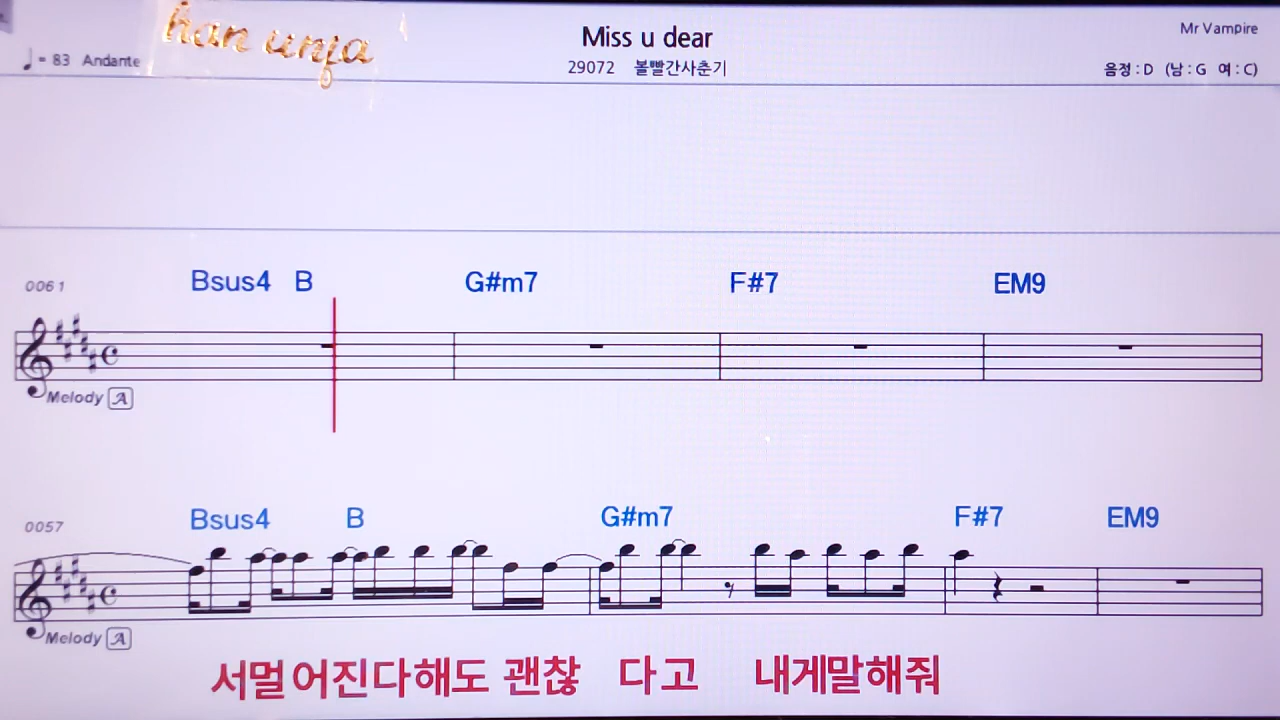 han unja
Miss u dear
Mr Vampire
♩= 83 Andante
29072 볼빨간사춘기
음정 : D (남 : G 여 : C)
0061 Bsus4 B G#m7 F#7 EM9
Melody A
0057 Bsus4 B G#m7 F#7 EM9
Melody A
서멀어진다해도 괜찮 다고 내게말해줘